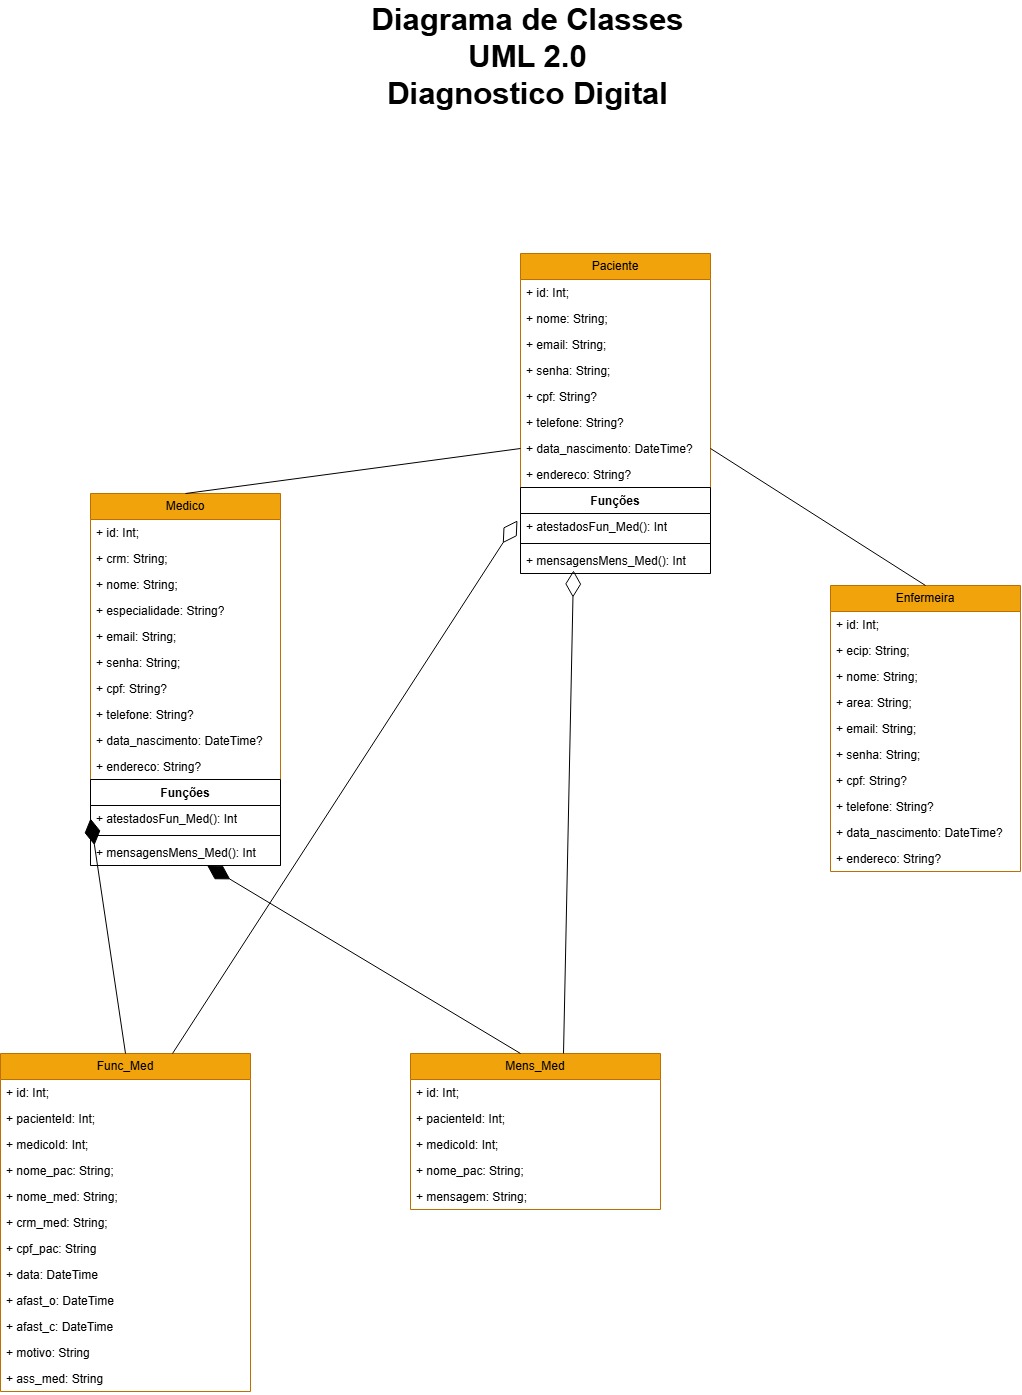 Diagrama de Classes
UML 2.0
Diagnostico Digital
Paciente
+ id: Int;
+ nome: String;
+ email: String;
+ senha: String;
+ cpf: String?
+ telefone: String?
+ data_nascimento: DateTime?
+ endereco: String?
Funções
+ atestadosFun_Med(): Int
+ mensagensMens_Med(): Int
Medico
+ id: Int;
+ crm: String;
+ nome: String;
+ especialidade: String?
+ email: String;
+ senha: String;
+ cpf: String?
+ telefone: String?
+ data_nascimento: DateTime?
+ endereco: String?
Funções
+ atestadosFun_Med(): Int
+ mensagensMens_Med(): Int
Enfermeira
+ id: Int;
+ ecip: String;
+ nome: String;
+ area: String;
+ email: String;
+ senha: String;
+ cpf: String?
+ telefone: String?
+ data_nascimento: DateTime?
+ endereco: String?
Func_Med
+ id: Int;
+ pacienteId: Int;
+ medicoId: Int;
+ nome_pac: String;
+ nome_med: String;
+ crm_med: String;
+ cpf_pac: String
+ data: DateTime
+ afast_o: DateTime
+ afast_c: DateTime
+ motivo: String
+ ass_med: String
Mens_Med
+ id: Int;
+ pacienteId: Int;
+ medicoId: Int;
+ nome_pac: String;
+ mensagem: String;